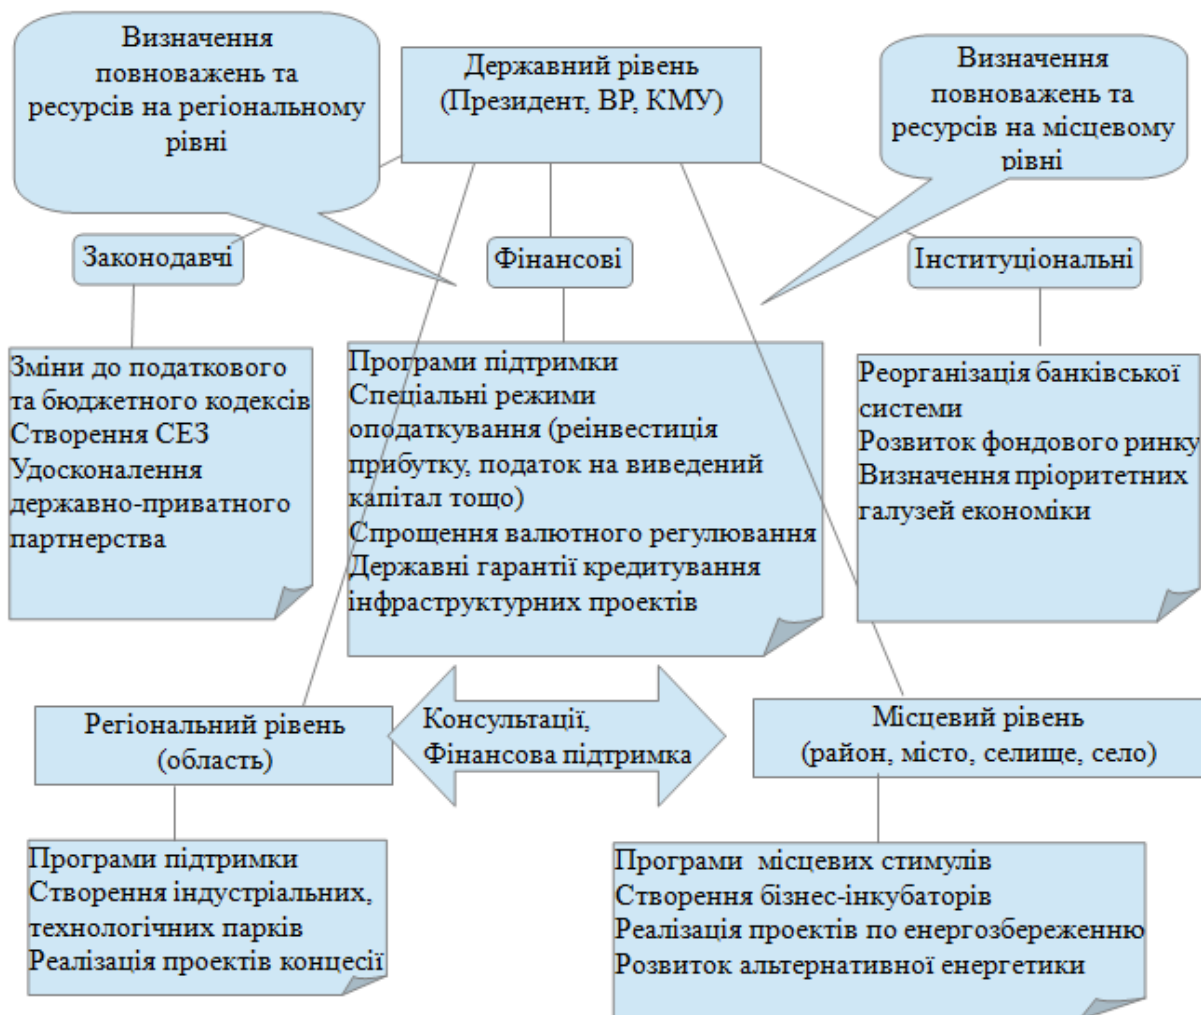 Визначення
повноважень та
ресурсів на регіональному
рівні
Державний рівень
(Президент, ВР, КМУ)
Визначення
повноважень та
ресурсів на місцевому
рівні
Законодавчі
Фінансові
Інституціональні
Зміни до податкового
та бюджетного кодексів
Створення СЕЗ
Удосконалення
державно-приватного
партнерства
Програми підтримки
Спеціальні режими
оподаткування (реінвестиція
прибутку, податок на виведений
капітал тощо)
Спрощення валютного регулювання
Державні гарантії кредитування
інфраструктурних проектів
Реорганізація банківської
системи
Розвиток фондового ринку
Визначення пріоритетних
галузей економіки
Регіональний рівень
(область)
Консультації,
Фінансова підтримка
Місцевий рівень
(район, місто, селище, село)
Програми підтримки
Створення індустріальних,
технологічних парків
Реалізація проектів концесії
Програми місцевих стимулів
Створення бізнес-інкубаторів
Реалізація проектів по енергозбереженню
Розвиток альтернативної енергетики